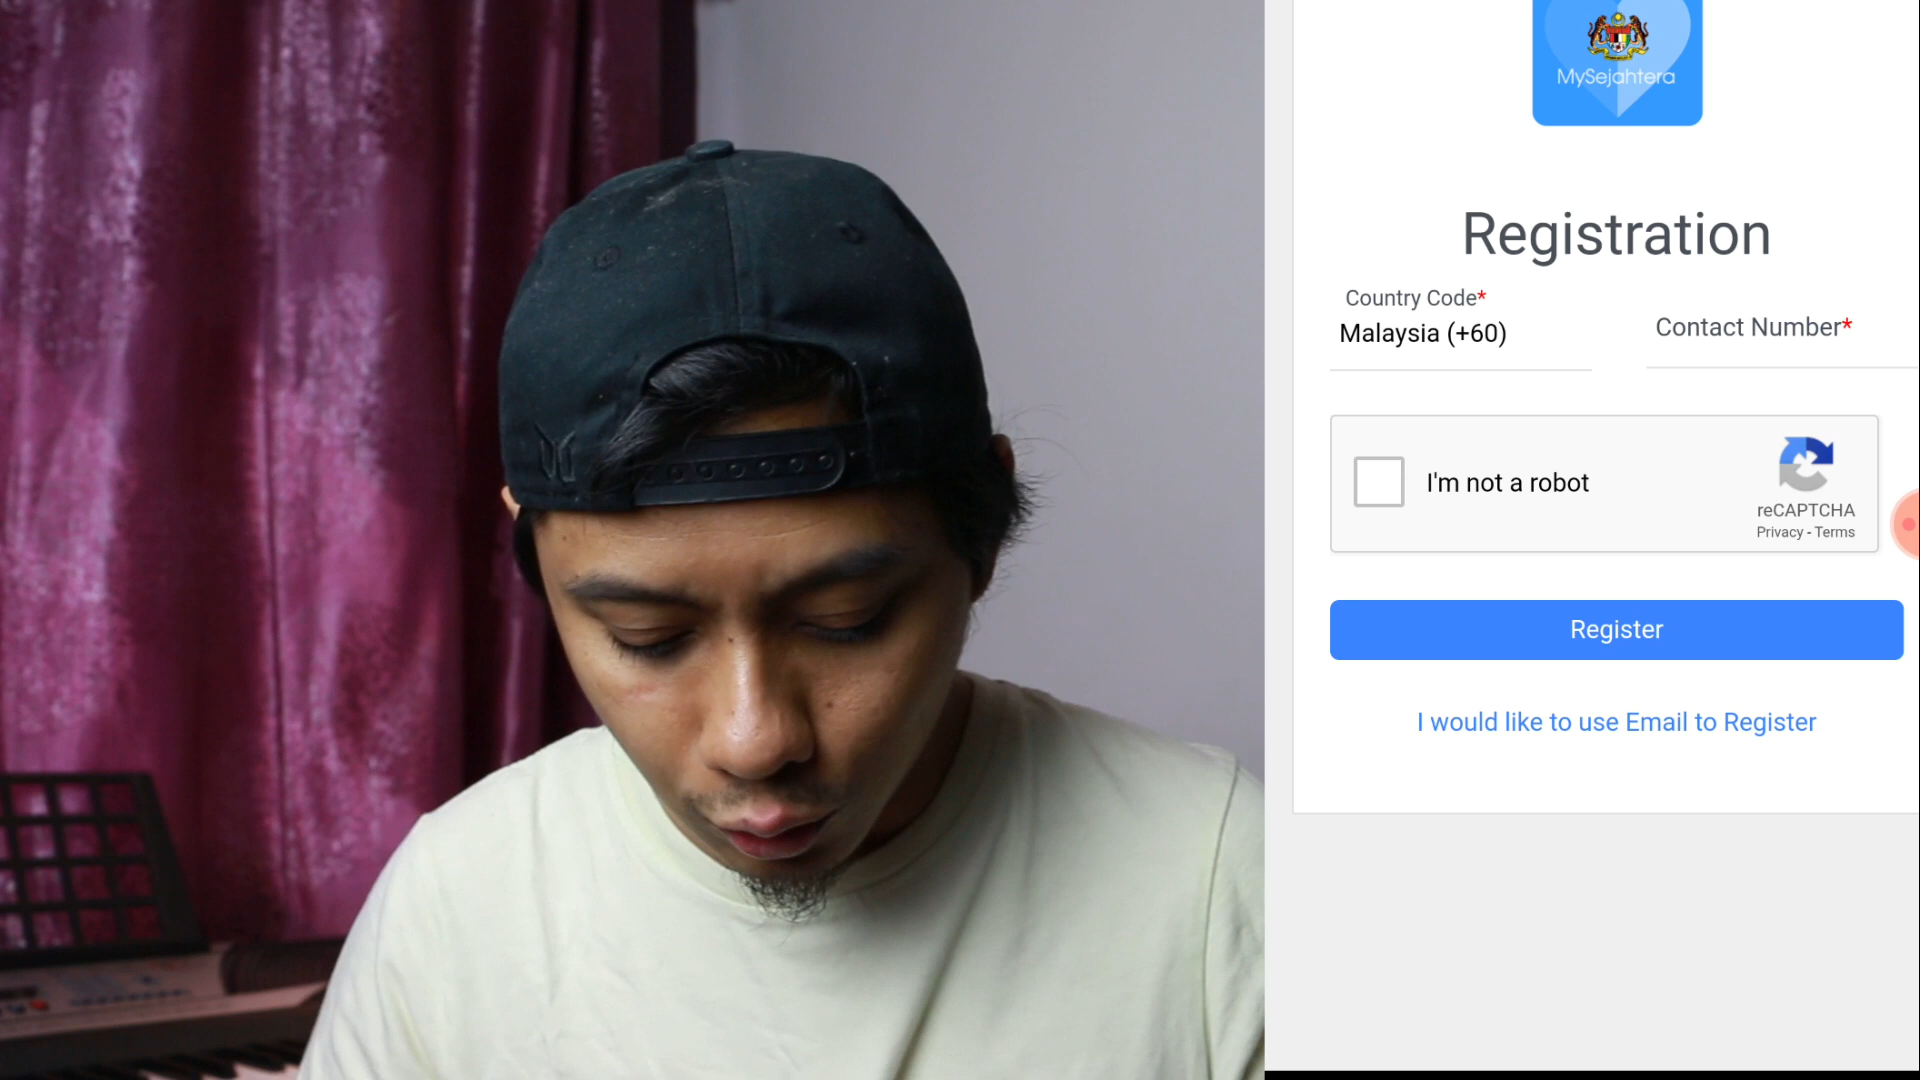 MySejahtera
Registration
Country Code*
Malaysia (+60)
Contact Number*
I'm not a robot
reCAPTCHA
Privacy - Terms
Register
I would like to use Email to Register